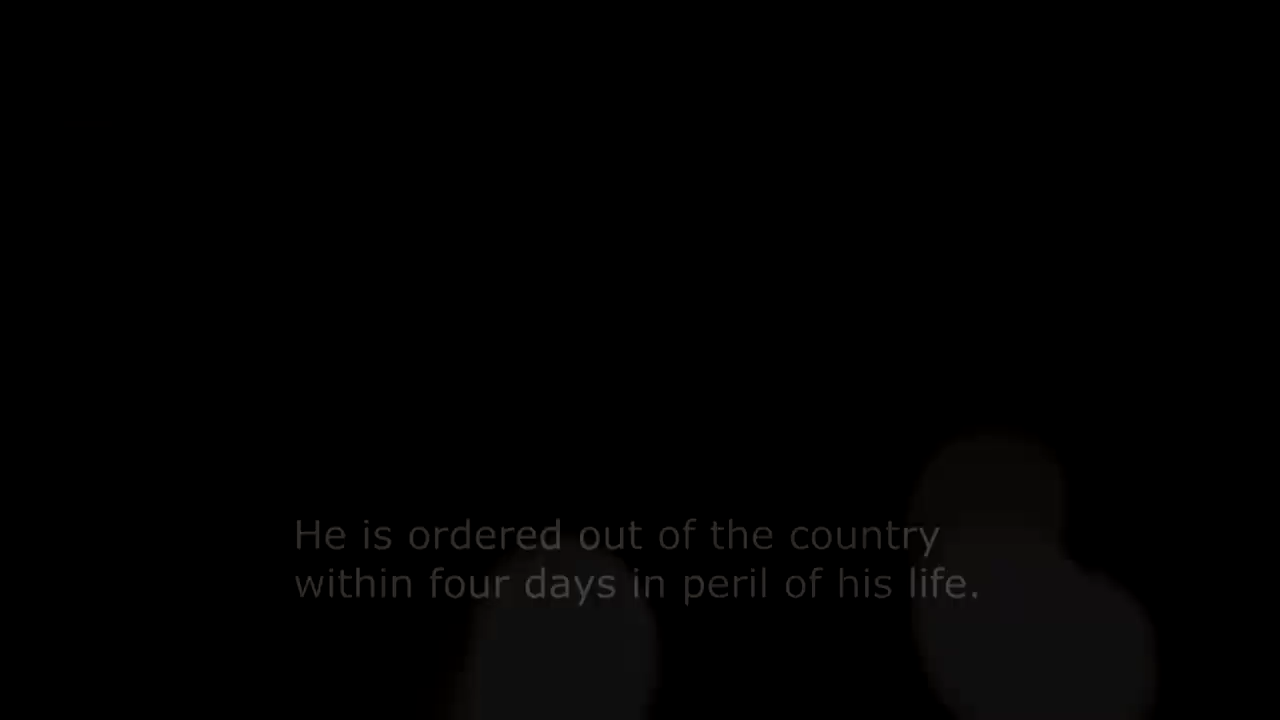 He is ordered out of the country
within four days in peril of his life.